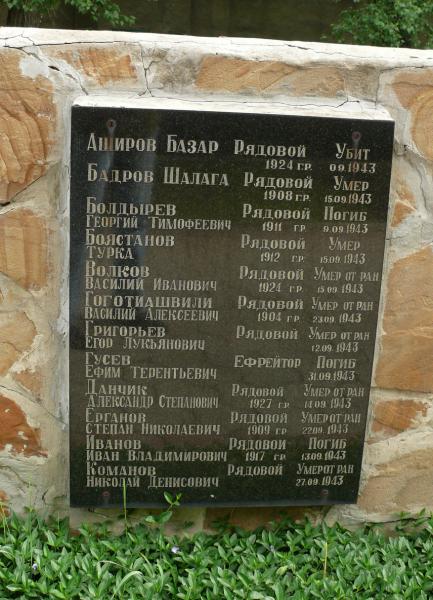 Аширов Базар Рядовой Убит
1924 г.р. 0 9.1943
Бадров Шалага Рядовой Умер
1908 г.р. 15.09.1943
Болдырев Рядовой Погиб
Георгий Тимофеевич 1911 г.р. 9.09.1943
Боястанов Рядовой Умер
Турка 1912 г.р. 15.09.1943
Волков Рядовой Умер от ран
Василий Иванович 1924 г.р. 15.09.1943
Гоготиашвили Рядовой Умер от ран
Василий Алексеевич 1904 г.р. 23.09.1943
Григорьев Рядовой Умер от ран
Егор Лукьянович 12.09.1943
Гусев Ефрейтор Погиб
Ефим Терентьевич 31.09.1943
Данчик Рядовой Умер от ран
Александр Степанович 1927 г.р. 14.09.1943
Ерганов Рядовой Умер от ран
Степан Николаевич 1909 г.р. 22.09.1943
Иванов Рядовой Погиб
Иван Владимирович 1917 г.р. 13.09.1943
Команов Рядовой Умер от ран
Николай Денисович 27.09.1943